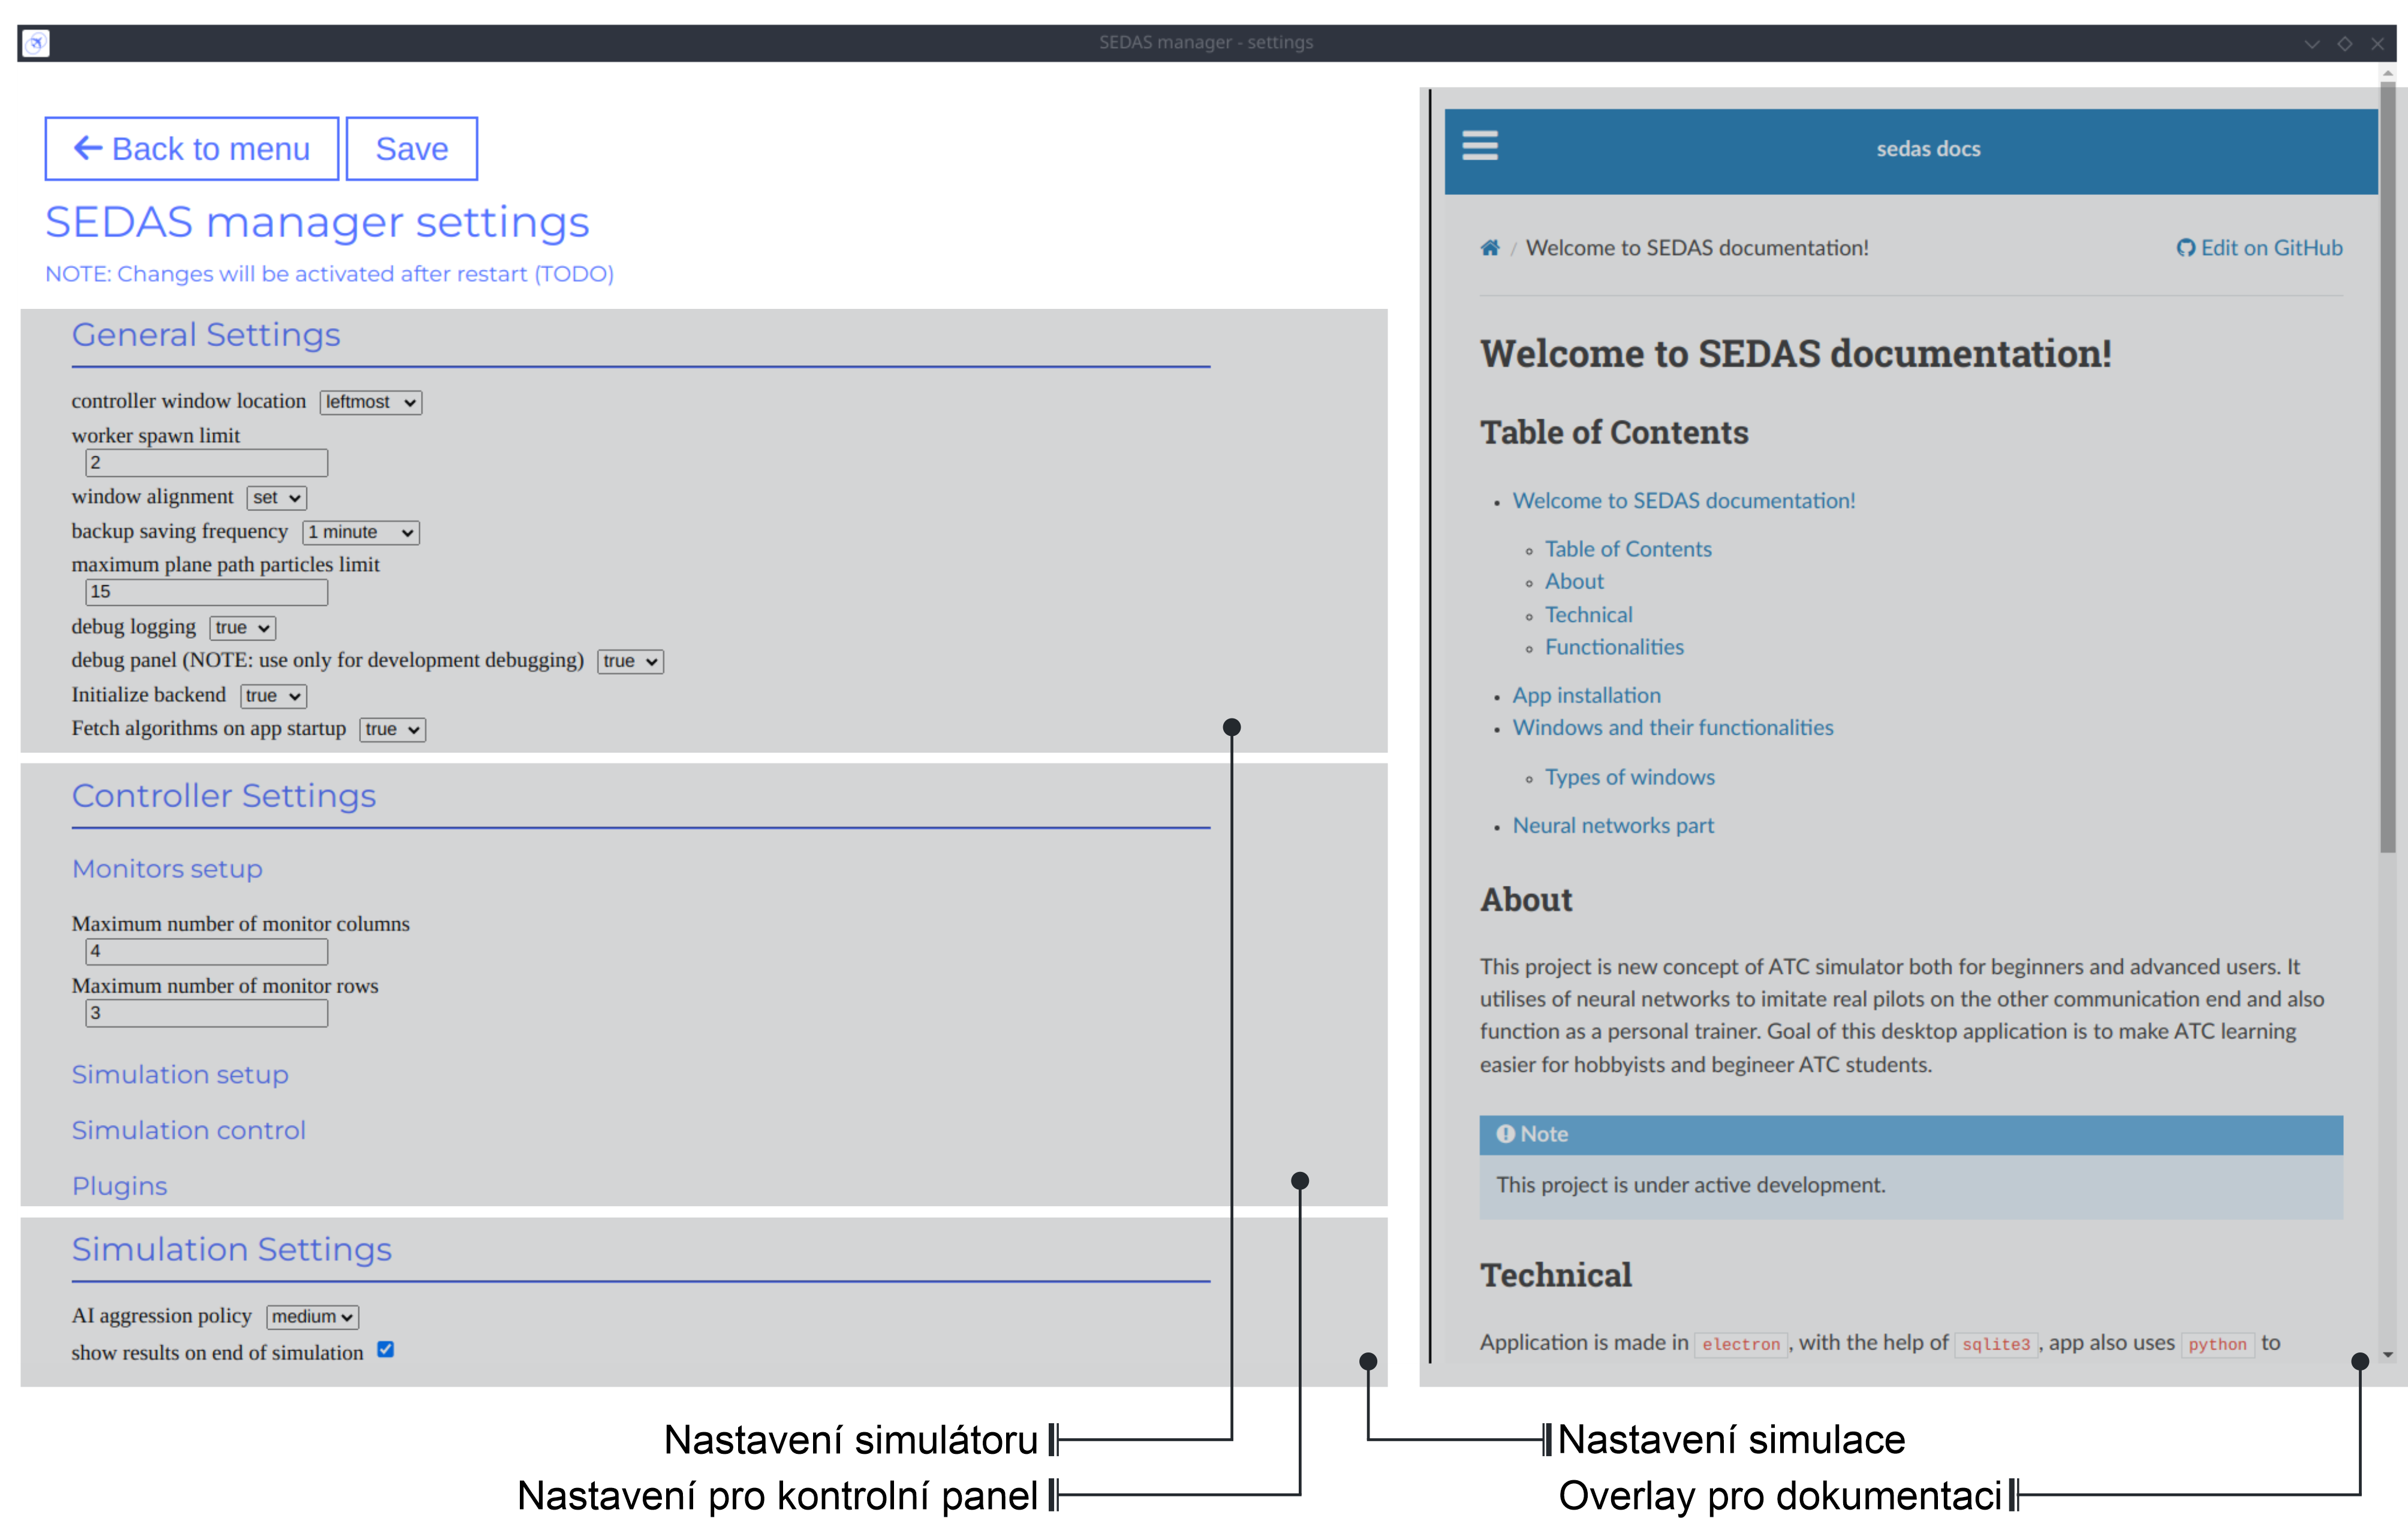 SEDAS manager - settings
Back to menu
Save
SEDAS manager settings
NOTE: Changes will be activated after restart (TODO)
General Settings
controller window location leftmost
worker spawn limit
2
window alignment set
backup saving frequency 1 minute
maximum plane path particles limit
15
debug logging true
debug panel (NOTE: use only for development debugging) true
Initialize backend true
Fetch algorithms on app startup true
Controller Settings
Monitors setup
Maximum number of monitor columns
4
Maximum number of monitor rows
3
Simulation setup
Simulation control
Plugins
Simulation Settings
AI aggression policy medium
show results on end of simulation
sedas docs
/ Welcome to SEDAS documentation!
Edit on GitHub
Welcome to SEDAS documentation!
Table of Contents
Welcome to SEDAS documentation!
Table of Contents
About
Technical
Functionalities
App installation
Windows and their functionalities
Types of windows
Neural networks part
About
This project is new concept of ATC simulator both for beginners and advanced users. It
utilises of neural networks to imitate real pilots on the other communication end and also
function as a personal trainer. Goal of this desktop application is to make ATC learning
easier for hobbyists and begineer ATC students.
Note
This project is under active development.
Technical
Application is made in electron, with the help of sqlite3, app also uses python to
Nastavení simulátoru
Nastavení pro kontrolní panel
Nastavení simulace
Overlay pro dokumentaci